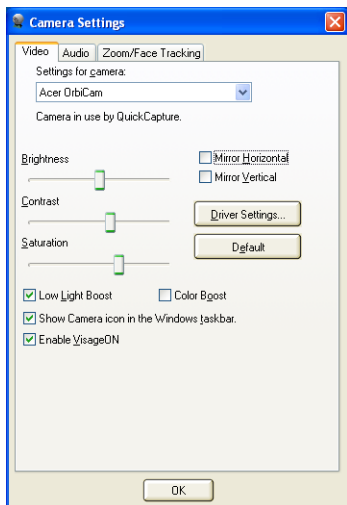 Camera Settings
Video Audio Zoom/Face Tracking
Settings for camera:
Acer OrbiCam
Camera in use by QuickCapture.
Brightness
Mirror Horizontal
Mirror Vertical
Contrast
Driver Settings...
Saturation
Default
Low Light Boost Color Boost
Show Camera icon in the Windows taskbar.
Enable VisageON
OK